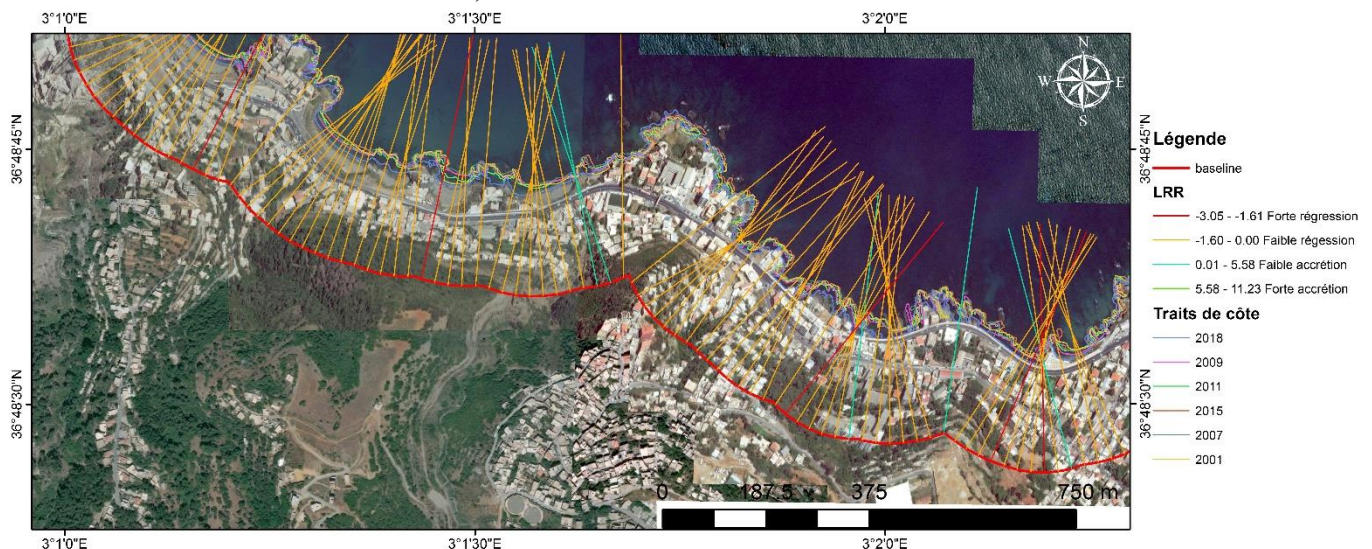 3°1'0"E
3°1'30"E
3°2'0"E
N
W E
S
36°48'45"N
36°48'45"N
Légende
baseline
LRR
-3.05 - -1.61 Forte régression
-1.60 - 0.00 Faible régession
0.01 - 5.58 Faible accrétion
5.58 - 11.23 Forte accrétion
Traits de côte
2018
2009
2011
2015
2007
2001
36°48'30"N
36°48'30"N
0 187.5 375 750 m
3°1'0"E
3°1'30"E
3°2'0"E